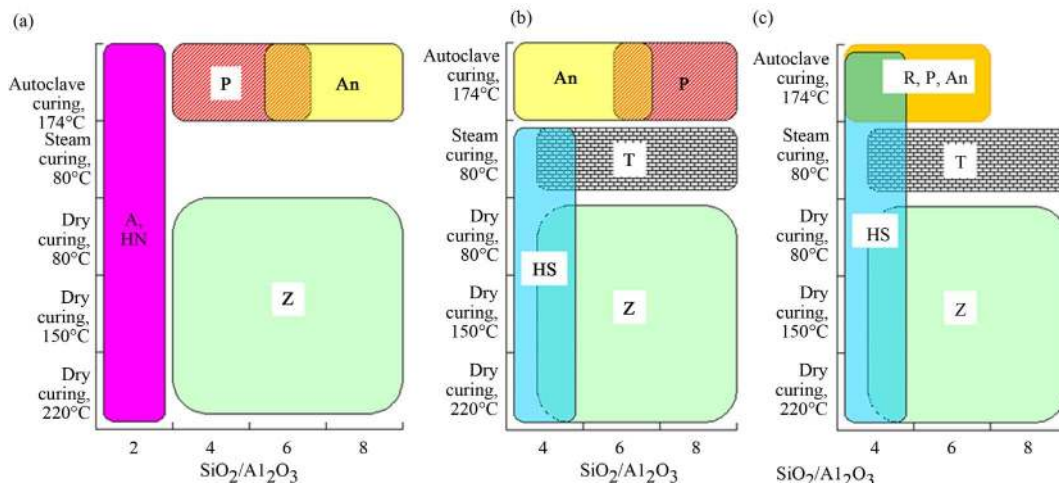 (a)
Autoclave
curing,
174°C
Steam
curing,
80°C
Dry
curing,
80°C
Dry
curing,
150°C
Dry
curing,
220°C
P
An
A,
HN
Z
2
4
6
8
SiO₂/A1₂O₃
(b)
Autoclave
curing,
174°C
Steam
curing,
80°C
Dry
curing,
80°C
Dry
curing,
150°C
Dry
curing,
220°C
An
P
T
HS
Z
4
6
8
SiO₂/A1₂O₃
(c)
Autoclave
curing,
174°C
Steam
curing,
80°C
Dry
curing,
80°C
Dry
curing,
150°C
Dry
curing,
220°C
R, P, An
T
HS
Z
4
6
8
SiO₂/A1₂O₃